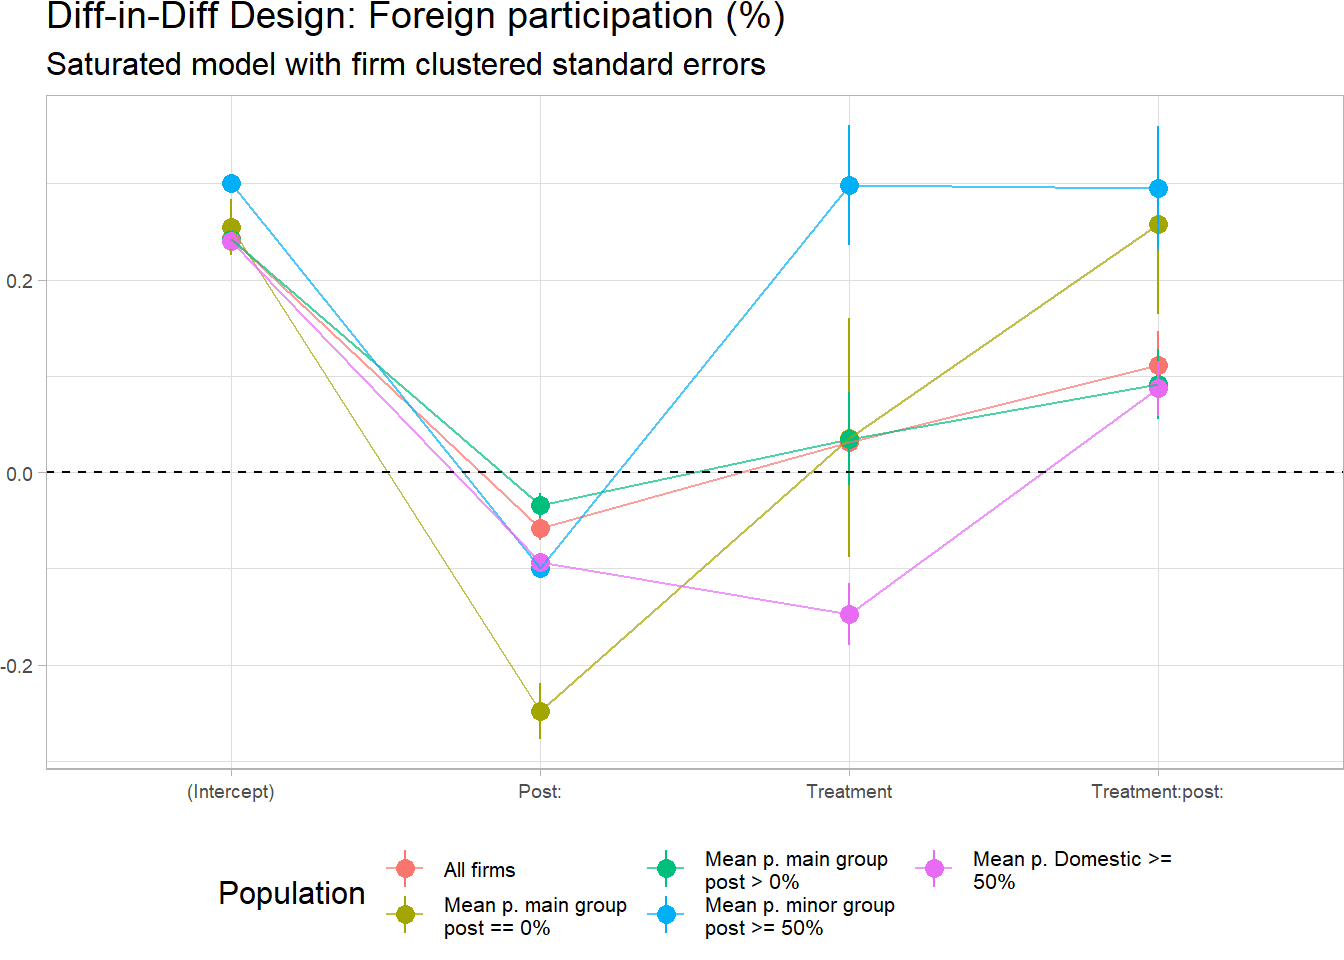 Diff-in-Diff Design: Foreign participation (%)
Saturated model with firm clustered standard errors
0.2
0.0
-0.2
(Intercept)
Post:
Treatment
Treatment:post:
Population
All firms
Mean p. main group
post == 0%
Mean p. main group
post > 0%
Mean p. minor group
post >= 50%
Mean p. Domestic >=
50%